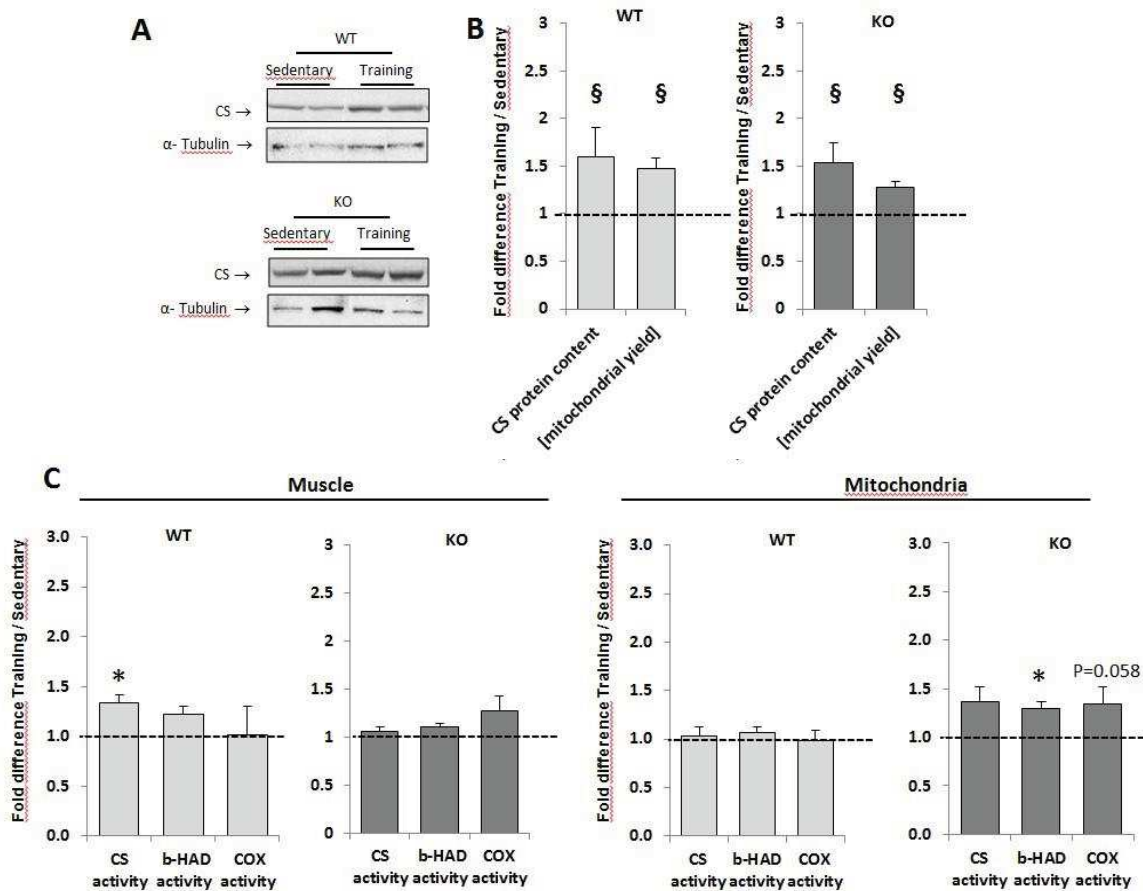 A
WT
Sedentary Training
CS →
α- Tubulin →
KO
Sedentary Training
CS →
α- Tubulin →
B
Fold difference Training / Sedentary
3
2.5
2
1.5
1
0.5
0
WT
§ §
CS protein content
[mitochondrial yield]
Fold difference Training / Sedentary
3
2.5
2
1.5
1
0.5
0
KO
§ §
CS protein content
[mitochondrial yield]
C
Muscle
Fold difference Training / Sedentary
3.0
2.5
2.0
1.5
1.0
0.5
0.0
WT
*
CS activity
b-HAD activity
COX activity
3
2.5
2
1.5
1
0.5
0
KO
CS activity
b-HAD activity
COX activity
Mitochondria
Fold difference Training / Sedentary
3.0
2.5
2.0
1.5
1.0
0.5
0.0
WT
CS activity
b-HAD activity
COX activity
3.0
2.5
2.0
1.5
1.0
0.5
0.0
KO
*
P=0.058
CS activity
b-HAD activity
COX activity